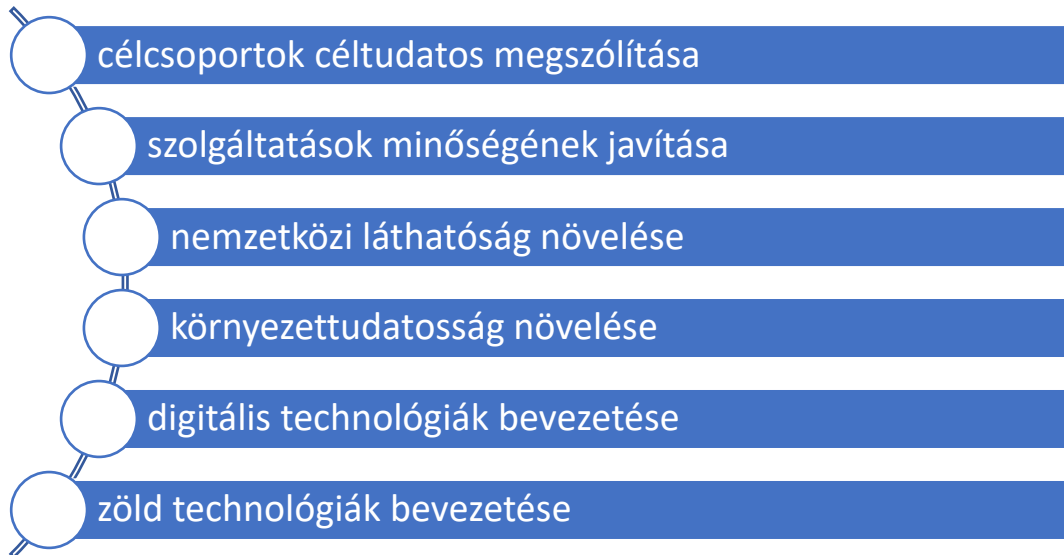 célcsoportok céltudatos megszólítása
szolgáltatások minőségének javítása
nemzetközi láthatóság növelése
környezettudatosság növelése
digitális technológiák bevezetése
zöld technológiák bevezetése